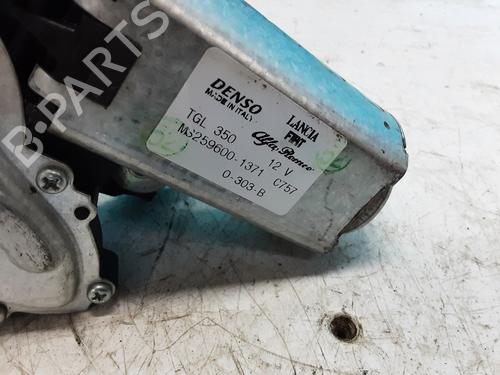 DENSO
MADE IN ITALY
LANCIA
FIAT
Alfa Romeo
TGL 350
12 V
MS259600-1371 C757
0-303-B
B-PARTS